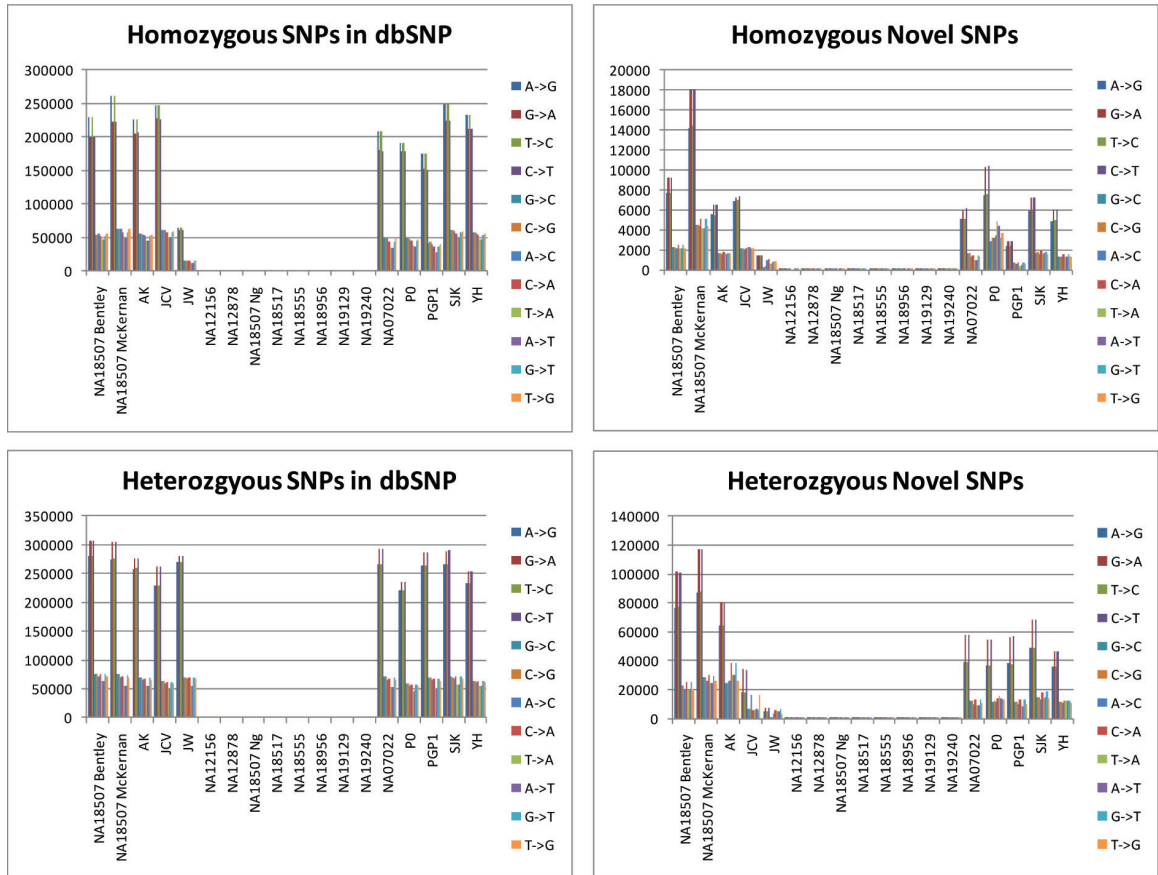 Homozygous SNPs in dbSNP
300000
250000
200000
150000
100000
50000
0
NA18507 Bentley
NA18507 McKernan
AK
JCV
JW
NA12156
NA12878
NA18507 Ng
NA18517
NA18555
NA18956
NA19129
NA19240
NA07022
P0
PGP1
SJK
YH
A->G
G->A
T->C
C->T
G->C
C->G
A->C
C->A
T->A
A->T
G->T
T->G
Homozygous Novel SNPs
20000
18000
16000
14000
12000
10000
8000
6000
4000
2000
0
NA18507 Bentley
NA18507 McKernan
AK
JCV
JW
NA12156
NA12878
NA18507 Ng
NA18517
NA18555
NA18956
NA19129
NA19240
NA07022
P0
PGP1
SJK
YH
A->G
G->A
T->C
C->T
G->C
C->G
A->C
C->A
T->A
A->T
G->T
T->G
Heterozgyous SNPs in dbSNP
350000
300000
250000
200000
150000
100000
50000
0
NA18507 Bentley
NA18507 McKernan
AK
JCV
JW
NA12156
NA12878
NA18507 Ng
NA18517
NA18555
NA18956
NA19129
NA19240
NA07022
P0
PGP1
SJK
YH
A->G
G->A
T->C
C->T
G->C
C->G
A->C
C->A
T->A
A->T
G->T
T->G
Heterozgyous Novel SNPs
140000
120000
100000
80000
60000
40000
20000
0
NA18507 Bentley
NA18507 McKernan
AK
JCV
JW
NA12156
NA12878
NA18507 Ng
NA18517
NA18555
NA18956
NA19129
NA19240
NA07022
P0
PGP1
SJK
YH
A->G
G->A
T->C
C->T
G->C
C->G
A->C
C->A
T->A
A->T
G->T
T->G